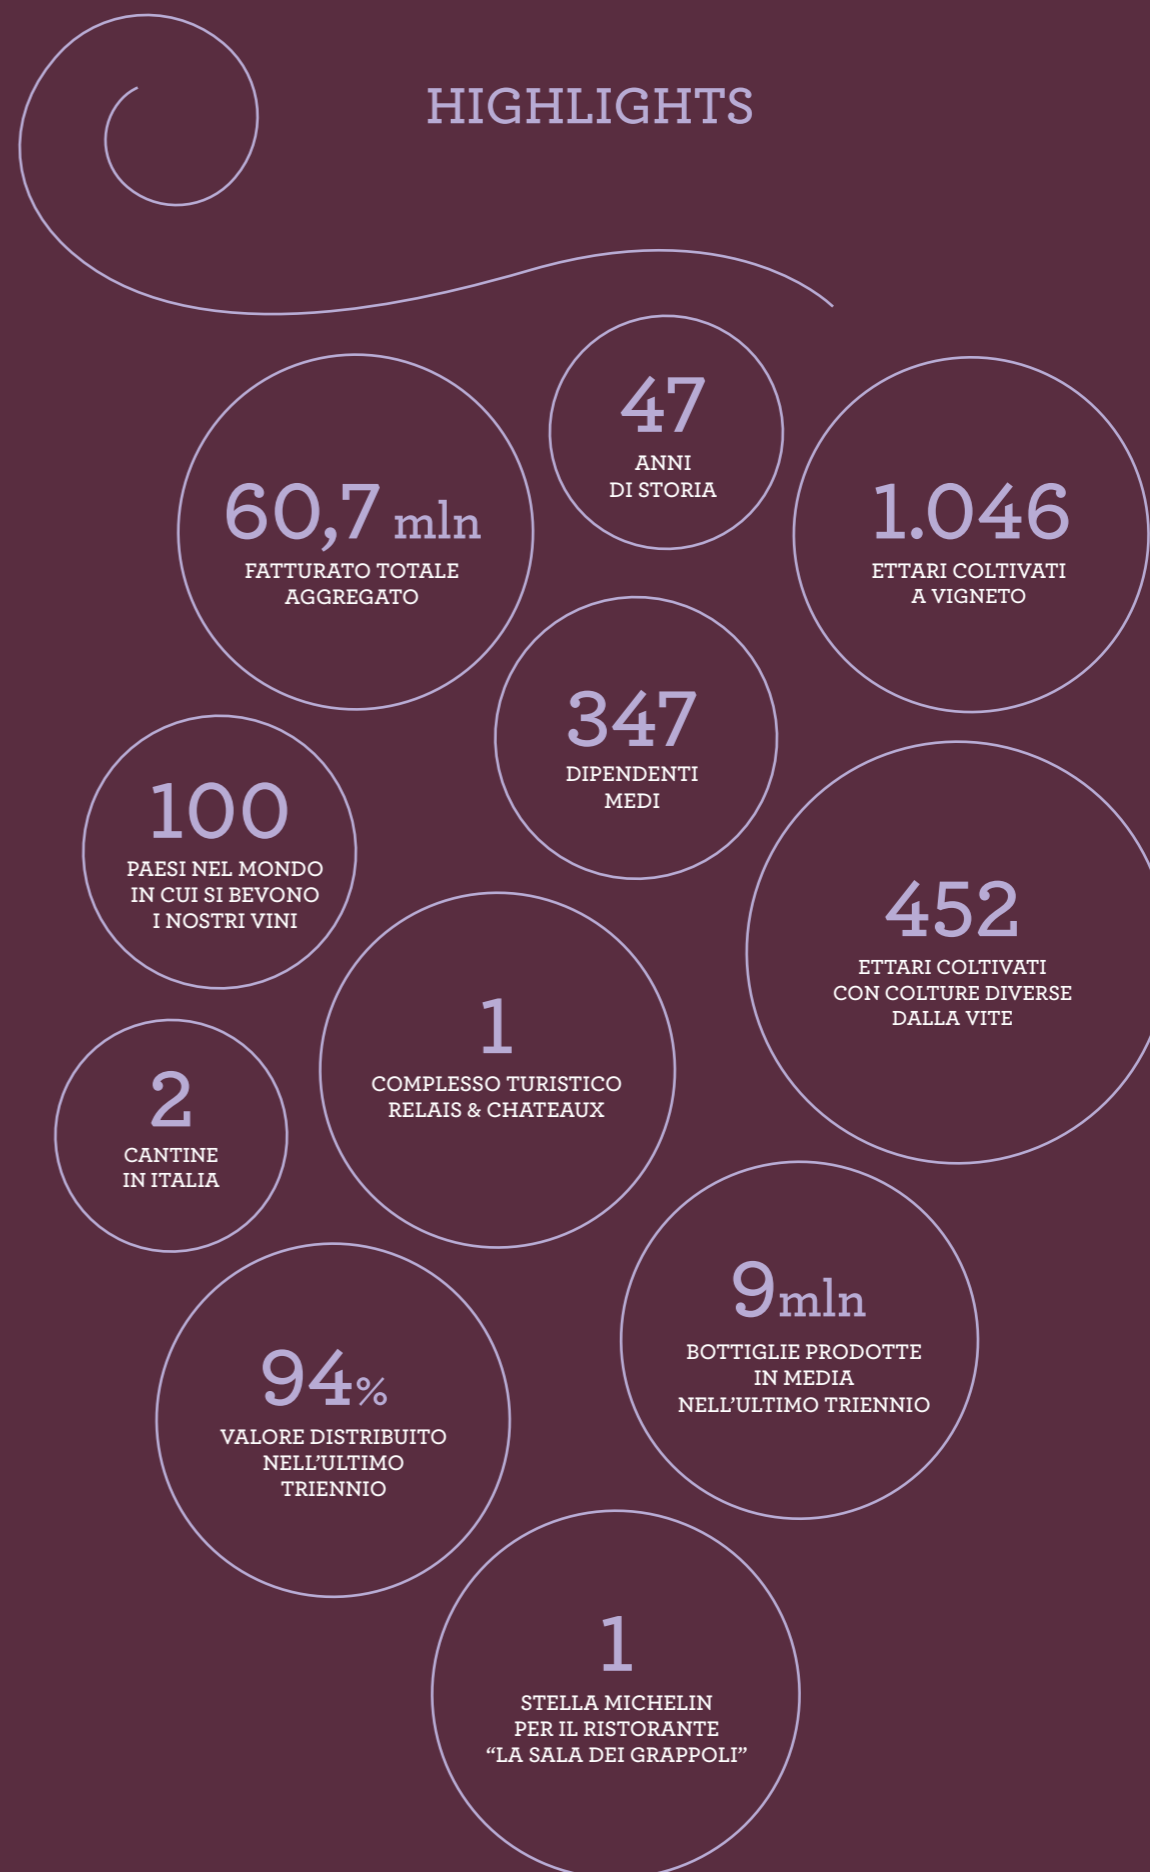 HIGHLIGHTS
47
ANNI
DI STORIA
60,7 mln
FATTURATO TOTALE
AGGREGATO
1.046
ETTARI COLTIVATI
A VIGNETO
347
DIPENDENTI
MEDI
100
PAESI NEL MONDO
IN CUI SI BEVONO
I NOSTRI VINI
452
ETTARI COLTIVATI
CON COLTURE DIVERSE
DALLA VITE
1
COMPLESSO TURISTICO
RELAIS & CHATEAUX
2
CANTINE
IN ITALIA
9mln
BOTTIGLIE PRODOTTE
IN MEDIA
NELL’ULTIMO TRIENNIO
94%
VALORE DISTRIBUITO
NELL’ULTIMO
TRIENNIO
1
STELLA MICHELIN
PER IL RISTORANTE
“LA SALA DEI GRAPPOLI”